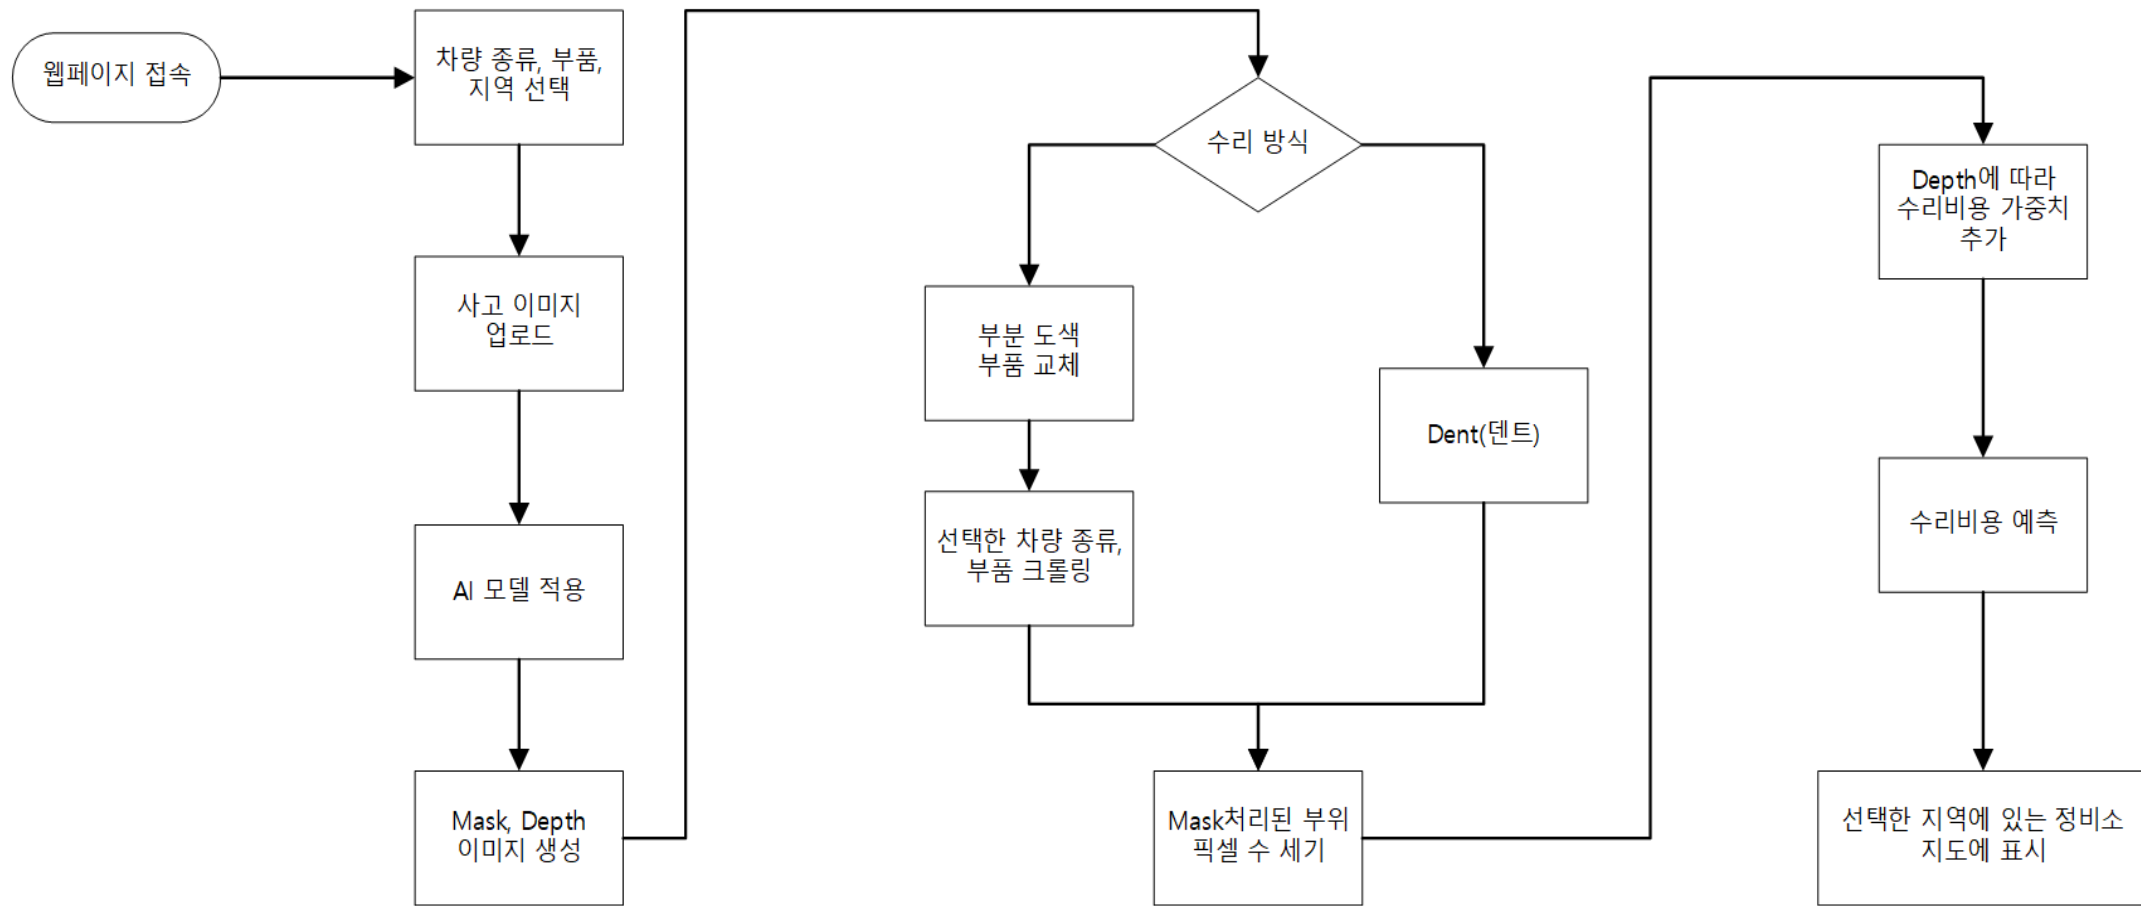 웹페이지 접속
차량 종류, 부품,
지역 선택
사고 이미지
업로드
AI 모델 적용
Mask, Depth
이미지 생성
수리 방식
부분 도색
부품 교체
선택한 차량 종류,
부품 크롤링
Dent(덴트)
Mask처리된 부위
픽셀 수 세기
Depth에 따라
수리비용 가중치
추가
수리비용 예측
선택한 지역에 있는 정비소
지도에 표시